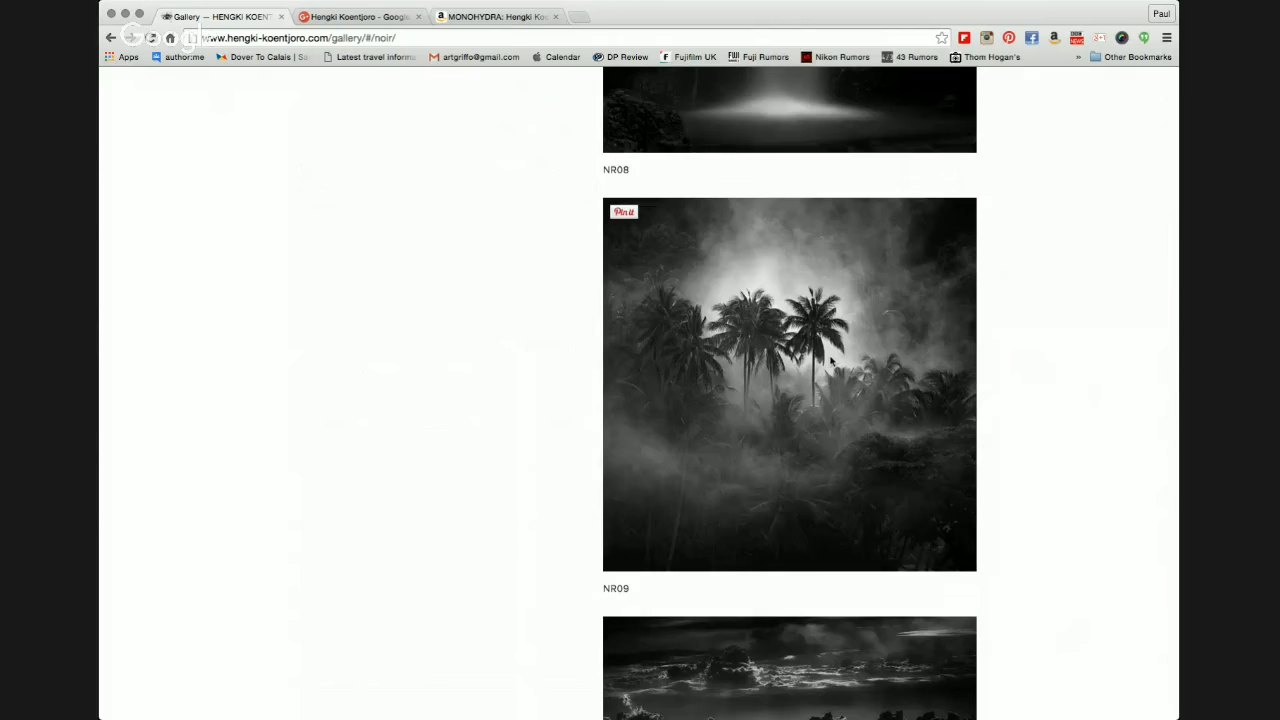 Gallery — HENGKI KOENT
Hengki Koentjoro - Google
MONOHYDRA: Hengki Koe
Paul
www.hengki-koentjoro.com/gallery/#/noir/
Apps
author:me
Dover To Calais | Sa
Latest travel informa
artgriffo@gmail.com
Calendar
DP Review
Fujifilm UK
Fuji Rumors
Nikon Rumors
43 Rumors
Thom Hogan's
»
Other Bookmarks
NR08
Pin it
NR09